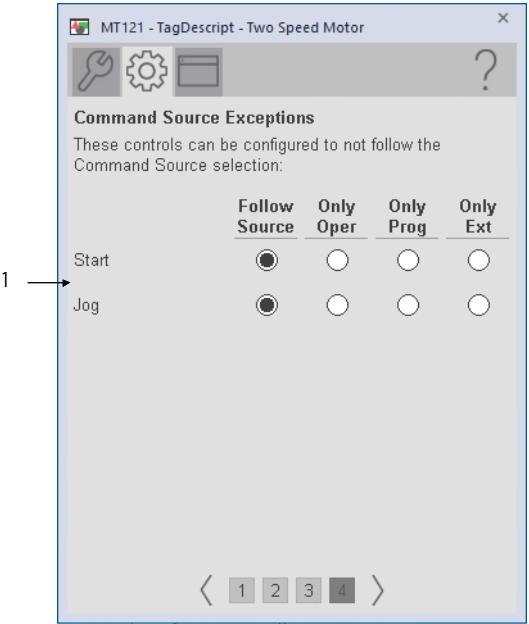 MT121 - TagDescript - Two Speed Motor
×
?
Command Source Exceptions
These controls can be configured to not follow the
Command Source selection:
Follow Source Only Oper Only Prog Only Ext
Start
1
Jog
1 2 3 4